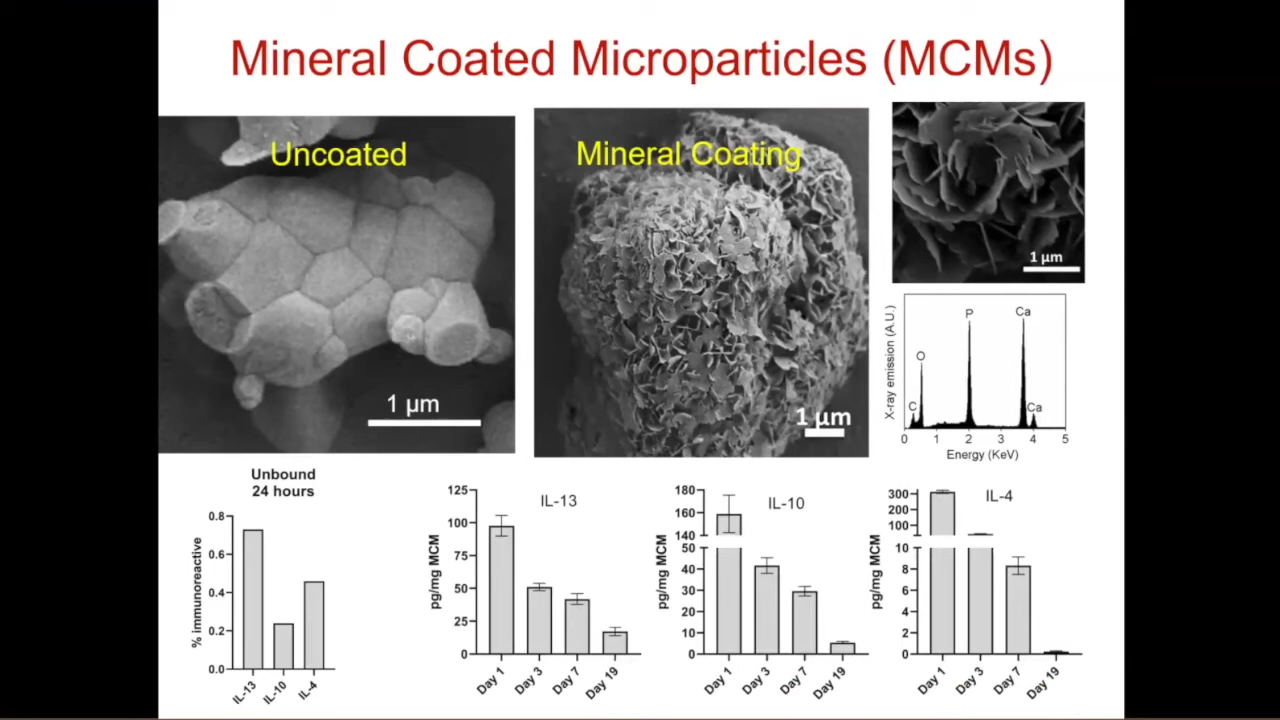 Mineral Coated Microparticles (MCMs)
Uncoated
1 μm
Mineral Coating
1 μm
1 μm
X-ray emission (A.U.)
C
O
P
Ca
Ca
0 1 2 3 4 5
Energy (KeV)
Unbound
24 hours
% immunoreactive
0.8
0.6
0.4
0.2
0.0
IL-13
IL-10
IL-4
IL-13
pg/mg MCM
125
100
75
50
25
0
Day 1
Day 3
Day 7
Day 19
IL-10
pg/mg MCM
180
160
140
50
40
30
20
10
0
Day 1
Day 3
Day 7
Day 19
IL-4
pg/mg MCM
300
200
100
10
8
6
4
2
0
Day 1
Day 3
Day 7
Day 19